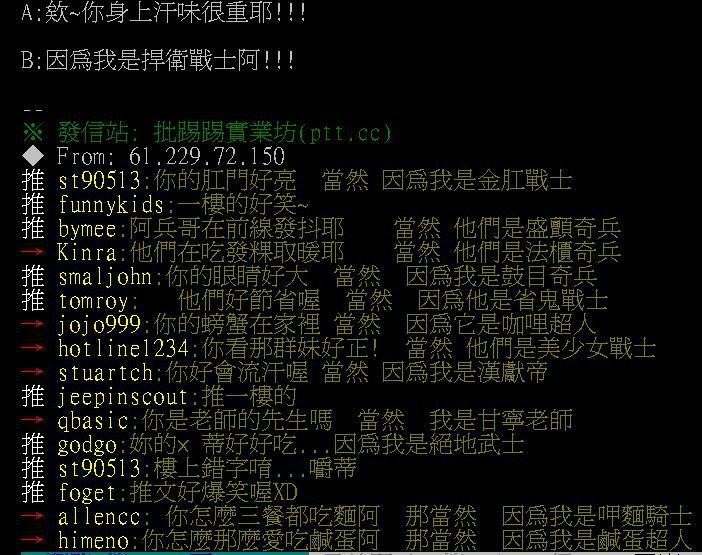 A:欸~你身上汗味很重耶!!!
B:因為我是捍衛戰士阿!!!
--
※ 發信站: 批踢踢實業坊(ptt.cc)
◆ From: 61.229.72.150
推 st90513:你的肛門好亮 當然 因為我是金肛戰士
推 funnykids:一樓的好笑~
推 bymee:阿兵哥在前線發抖耶 當然 他們是盛顫奇兵
→ Kinra:他們在吃發粿取暖耶 當然 他們是法櫃奇兵
推 smaljohn:你的眼睛好大 當然 因為我是鼓目奇兵
推 tomroy: 他們好節省喔 當然 因為他是省鬼戰士
→ jojo999:你的螃蟹在家裡 當然 因為它是咖哩超人
→ hotline1234:你看那群妹好正! 當然 他們是美少女戰士
→ stuartch:你好會流汗喔 當然 因為我是漢獻帝
推 jeepinscout:推一樓的
→ qbasic:你是老師的先生嗎 當然 我是甘寧老師
推 godgo:妳的x 蒂好好吃...因為我是絕地武士
推 st90513:樓上錯字唷...嚼蒂
推 foget:推文好爆笑喔XD
→ allencc: 你怎麼三餐都吃麵阿 那當然 因為我是呷麵騎士
→ himeno:你怎麼那麼愛吃鹹蛋阿 那當然 因為我是鹹蛋超人